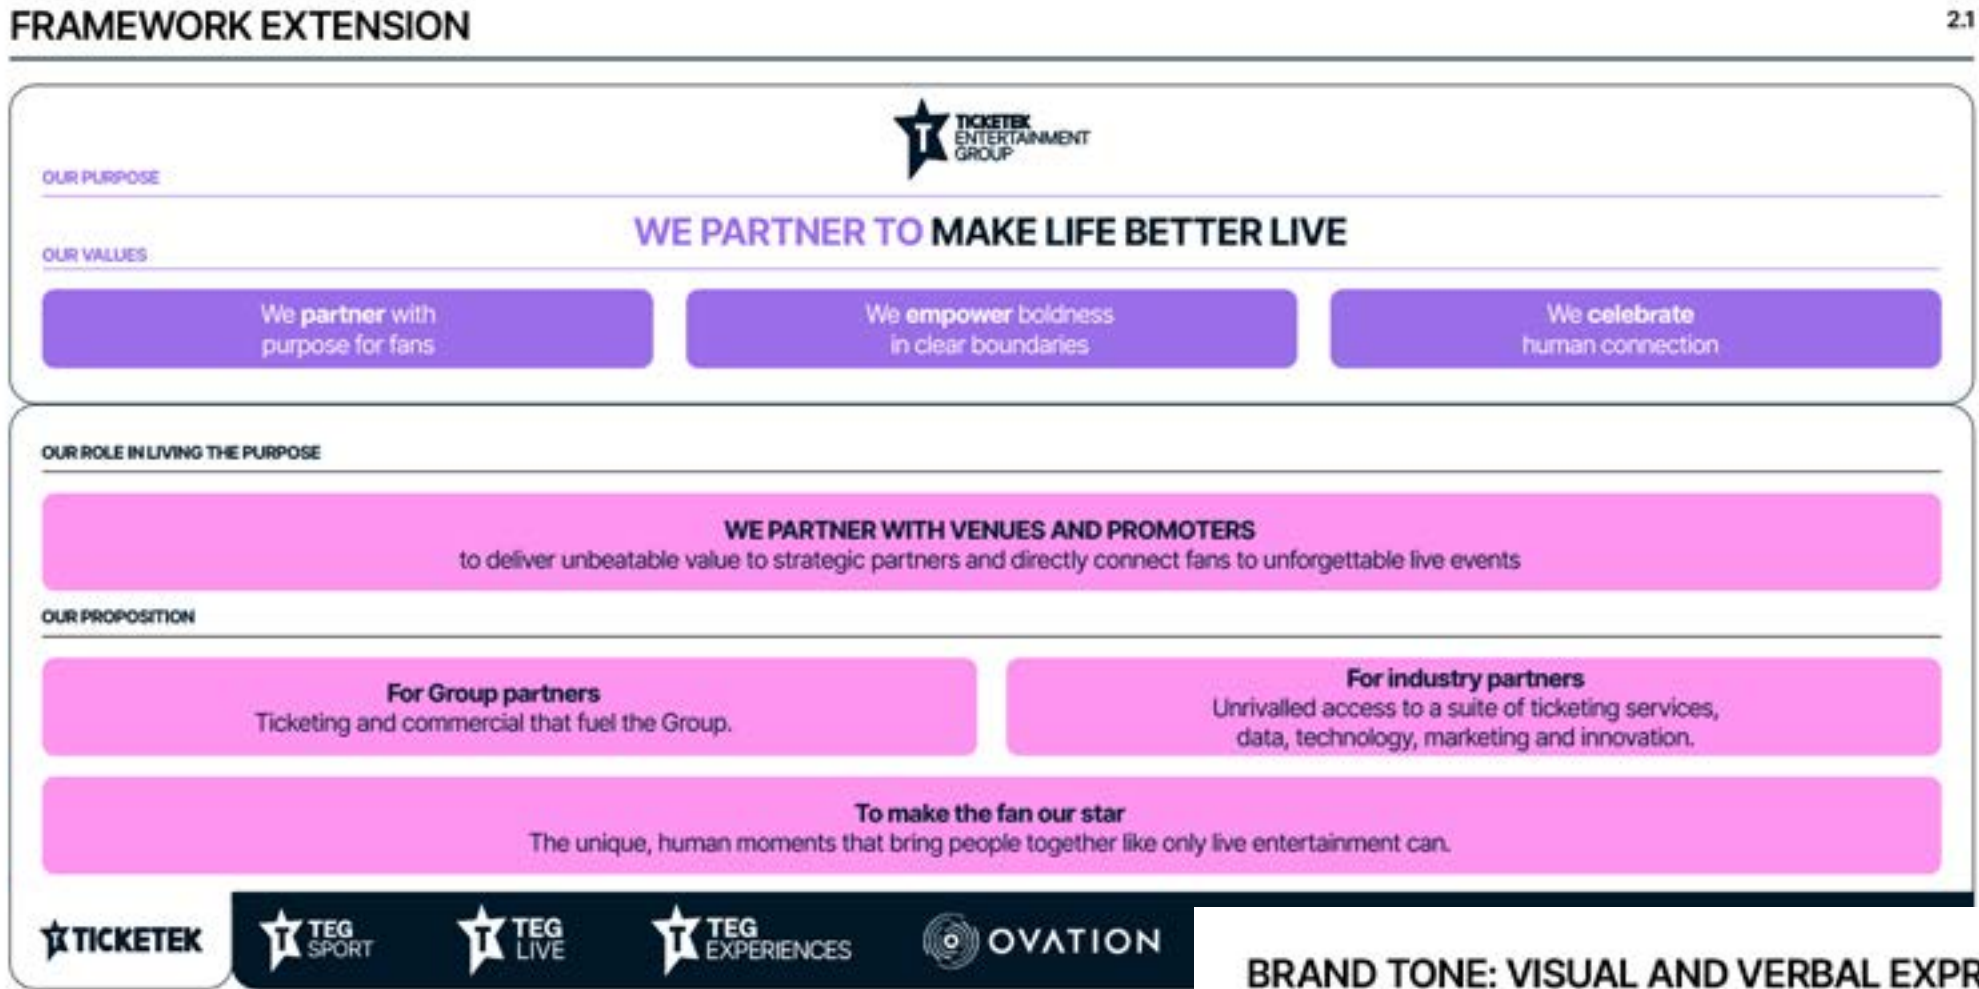 FRAMEWORK EXTENSION
2.1
TICKETEK
ENTERTAINMENT
GROUP
OUR PURPOSE
WE PARTNER TO MAKE LIFE BETTER LIVE
OUR VALUES
We partner with
purpose for fans
We empower boldness
in clear boundaries
We celebrate
human connection
OUR ROLE IN LIVING THE PURPOSE
WE PARTNER WITH VENUES AND PROMOTERS
to deliver unbeatable value to strategic partners and directly connect fans to unforgettable live events
OUR PROPOSITION
For Group partners
Ticketing and commercial that fuel the Group.
For industry partners
Unrivalled access to a suite of ticketing services,
data, technology, marketing and innovation.
To make the fan our star
The unique, human moments that bring people together like only live entertainment can.
TICKETEK
TEG
SPORT
TEG
LIVE
TEG
EXPERIENCES
OVATION
BRAND TONE: VISUAL AND VERBAL EXPR